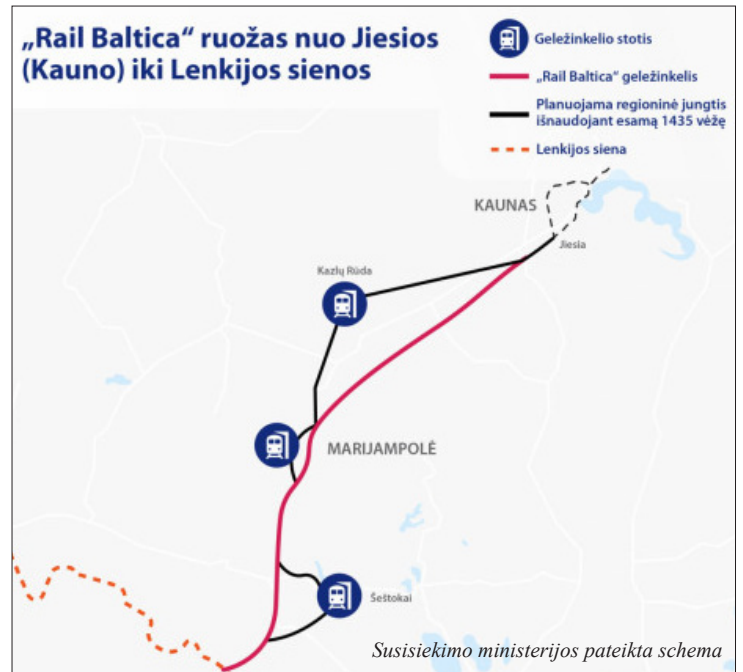 „Rail Baltica“ ruožas nuo Jiesios
(Kauno) iki Lenkijos sienos
Geležinkelio stotis
„Rail Baltica“ geležinkelis
Planuojama regioninė jungtis
išnaudojant esamą 1435 vėžę
Lenkijos siena
KAUNAS
Jiesia
Kazlų Rūda
MARIJAMPOLĖ
Šeštokai
Susisiekimo ministerijos pateikta schema